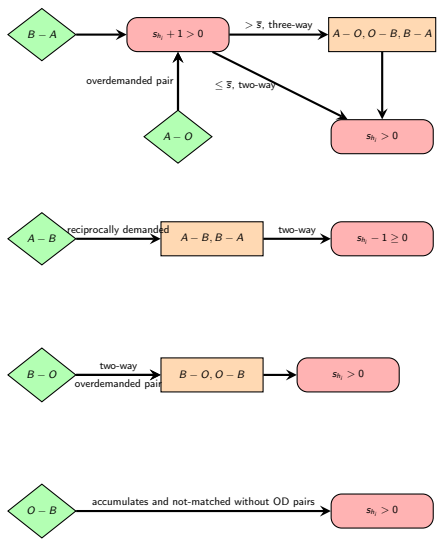 B − A
s_{h_i} + 1 > 0
> s̄, three-way
A − O, O − B, B − A
overdemanded pair
≤ s̄, two-way
A − O
s_{h_i} > 0
A − B
reciprocally demanded
A − B, B − A
two-way
s_{h_i} − 1 ≥ 0
B − O
two-way
overdemanded pair
B − O, O − B
s_{h_i} > 0
O − B
accumulates and not-matched without OD pairs
s_{h_i} > 0